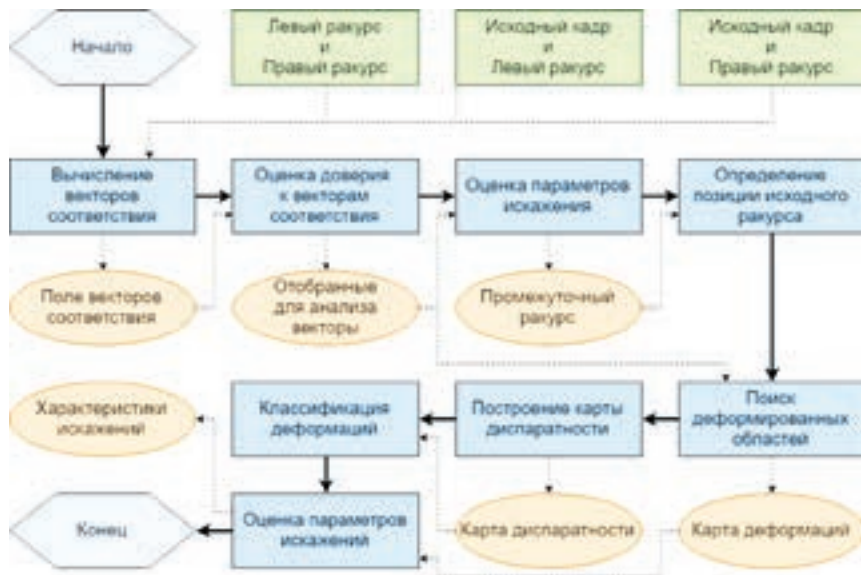 Начало
Левый ракурс
и
Правый ракурс
Исходный кадр
и
Левый ракурс
Исходный кадр
и
Правый ракурс
Вычисление
векторов
соответствия
Оценка доверия
к векторам
соответствия
Оценка параметров
искажения
Определение
позиции исходного
ракурса
Поле векторов
соответствия
Отобранные
для анализа
векторы
Промежуточный
ракурс
Характеристики
искажений
Классификация
деформаций
Построение карты
диспаратности
Поиск
деформированных
областей
Конец
Оценка параметров
искажений
Карта диспаратности
Карта деформаций